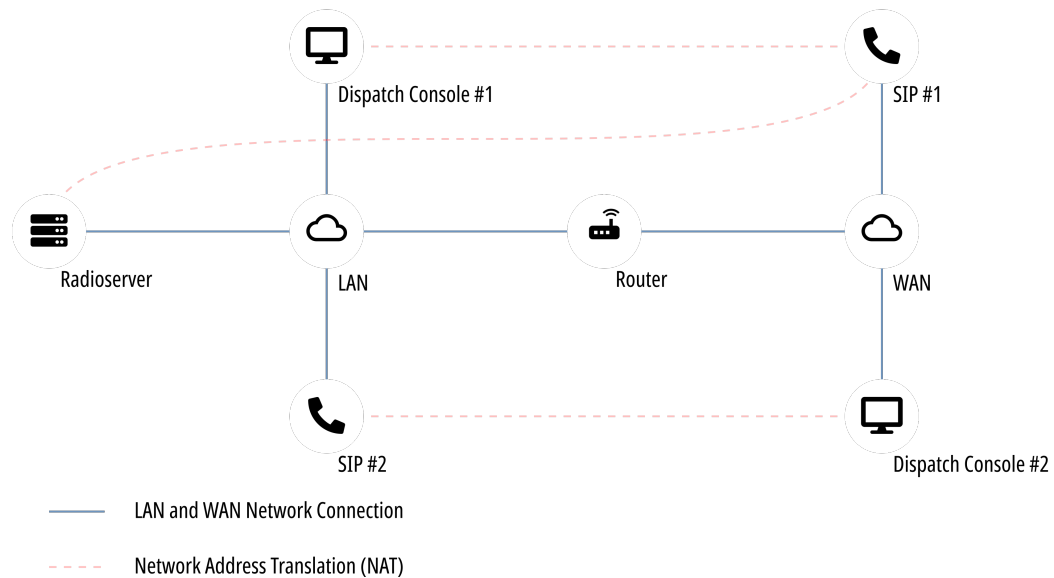 Dispatch Console #1
SIP #1
Radioserver
LAN
Router
WAN
SIP #2
Dispatch Console #2
LAN and WAN Network Connection
Network Address Translation (NAT)